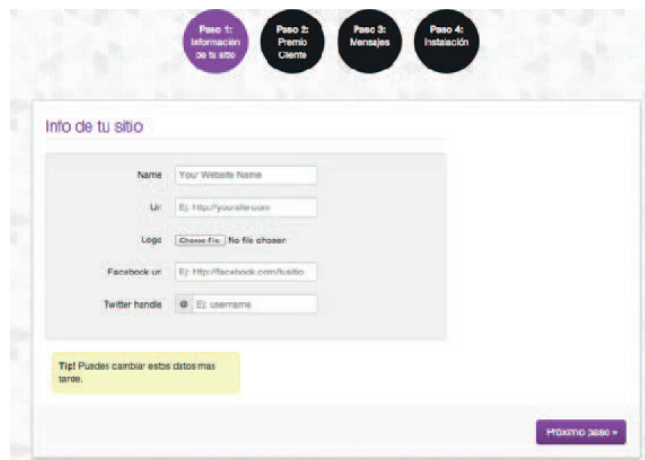 Paso 1:
Información
de tu sitio
Paso 2:
Premio
Cliente
Paso 3:
Mensajes
Paso 4:
Instalación
Info de tu sitio
Name Your Website Name
Url Ej: http://yoursite.com
Logo Choose File No file chosen
Facebook url Ej: http://facebook.com/tusitio
Twitter handle @ Ej: username
Tip! Puedes cambiar estos datos mas
tarde.
Próximo paso »